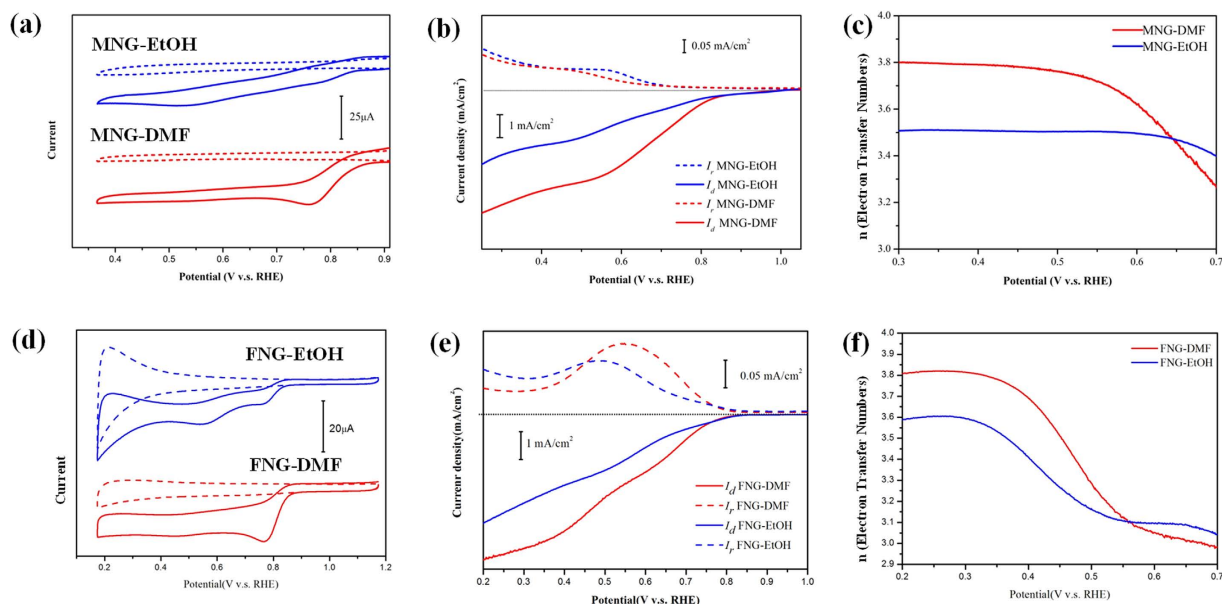 (a)
MNG-EtOH
25μA
MNG-DMF
Current
0.4 0.5 0.6 0.7 0.8 0.9
Potential (V v.s. RHE)
(b)
0.05 mA/cm²
1 mA/cm²
Current density (mA/cm²)
Ir MNG-EtOH
Id MNG-EtOH
Ir MNG-DMF
Id MNG-DMF
0.4 0.6 0.8 1.0
Potential (V v.s. RHE)
(c)
n (Electron Transfer Numbers)
4.0
3.8
3.6
3.4
3.2
3.0
MNG-DMF
MNG-EtOH
0.3 0.4 0.5 0.6 0.7
Potential (V v.s. RHE)
(d)
FNG-EtOH
20μA
FNG-DMF
Current
0.2 0.4 0.6 0.8 1.0 1.2
Potential(V v.s. RHE)
(e)
0.05 mA/cm²
1 mA/cm²
Currenr density(mA/cm²)
Id FNG-DMF
Ir FNG-DMF
Id FNG-EtOH
Ir FNG-EtOH
0.2 0.3 0.4 0.5 0.6 0.7 0.8 0.9 1.0
Potential(V v.s. RHE)
(f)
n (Electron Transfer Numbers)
4.0
3.9
3.8
3.7
3.6
3.5
3.4
3.3
3.2
3.1
3.0
2.9
FNG-DMF
FNG-EtOH
0.2 0.3 0.4 0.5 0.6 0.7
Potential(V v.s. RHE)